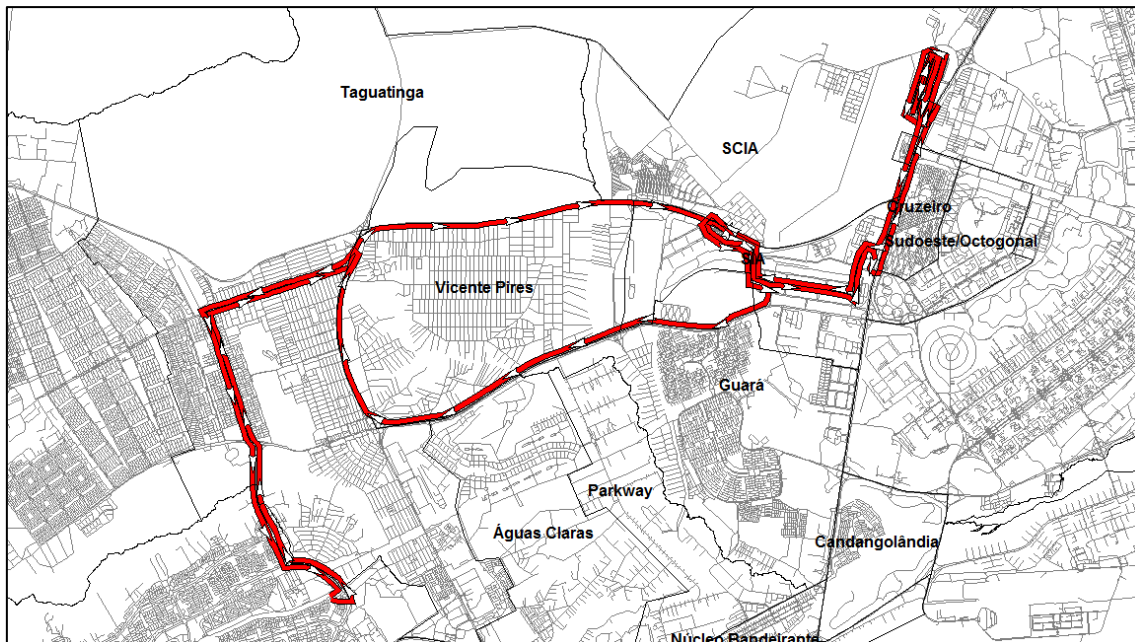 Taguatinga
SCIA
Cruzeiro
Sudoeste/Octogonal
SIA
Vicente Pires
Guará
Parkway
Águas Claras
Candangolândia
Núcleo Bandeirante